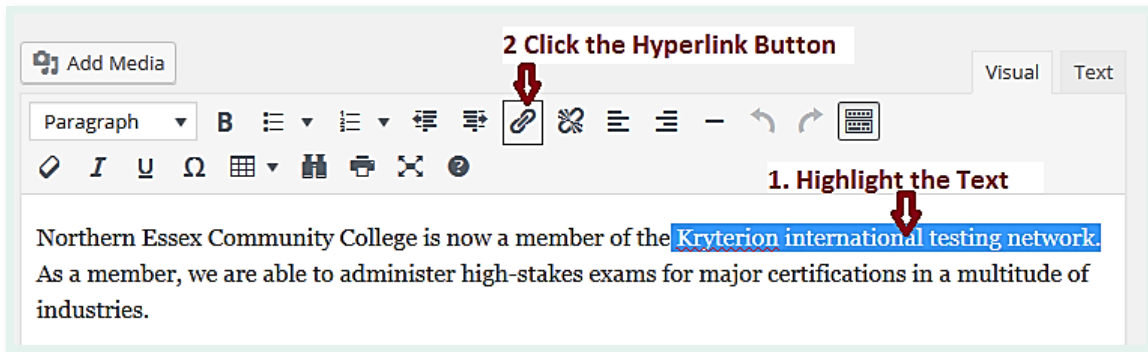 2 Click the Hyperlink Button
Add Media
Visual Text
Paragraph B
I U Ω
1. Highlight the Text
Northern Essex Community College is now a member of the Kryterion international testing network.
As a member, we are able to administer high-stakes exams for major certifications in a multitude of
industries.